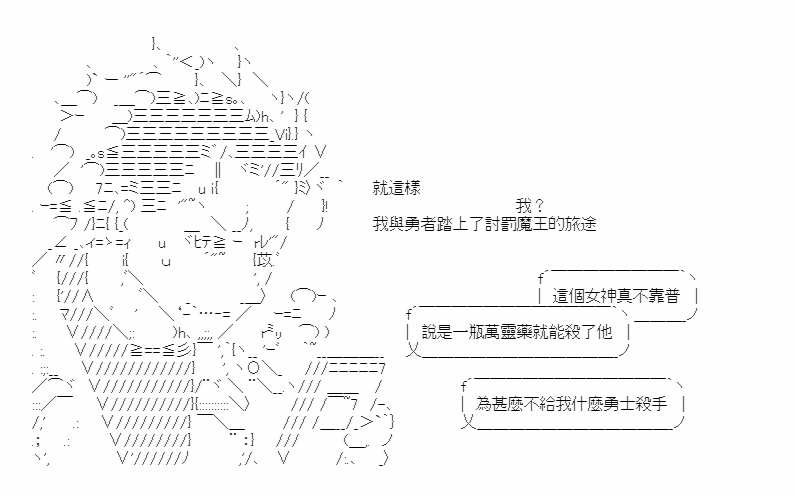 就這樣
我？
我與勇者踏上了討罰魔王的旅途
這個女神真不靠普
說是一瓶萬靈藥就能殺了他
為甚麼不給我什麼勇士殺手